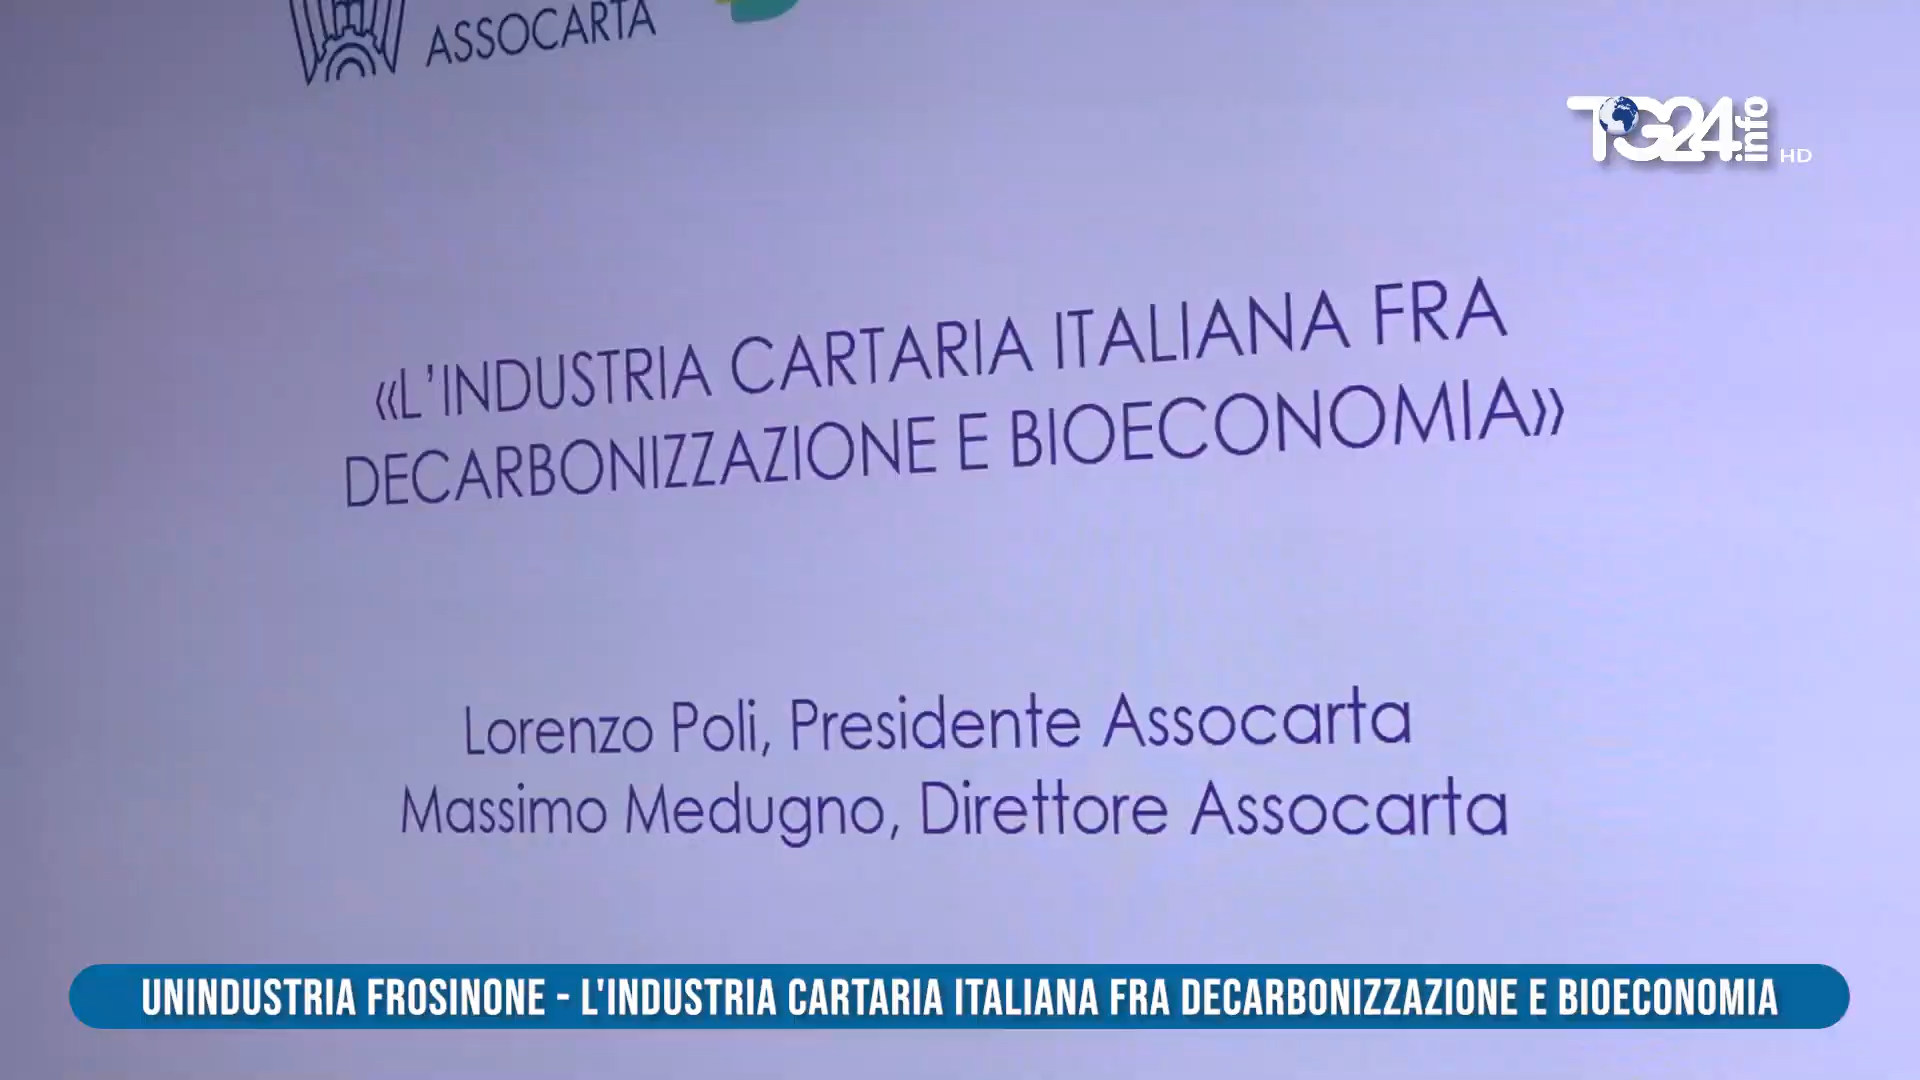 ASSOCARTA
TG24.info HD
«L'INDUSTRIA CARTARIA ITALIANA FRA
DECARBONIZZAZIONE E BIOECONOMIA»
Lorenzo Poli, Presidente Assocarta
Massimo Medugno, Direttore Assocarta
UNINDUSTRIA FROSINONE - L'INDUSTRIA CARTARIA ITALIANA FRA DECARBONIZZAZIONE E BIOECONOMIA